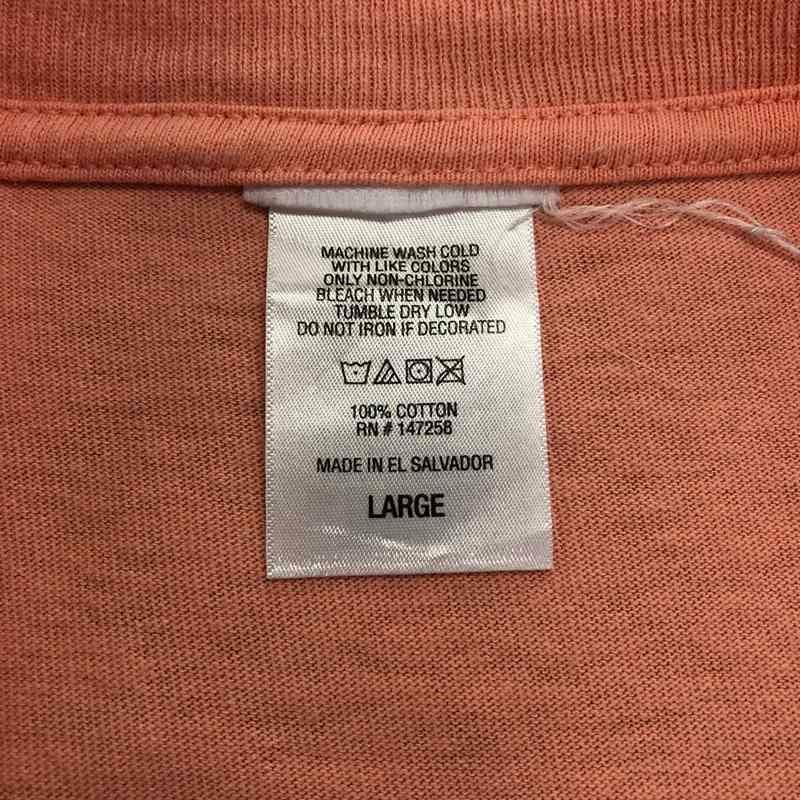 MACHINE WASH COLD
WITH LIKE COLORS
ONLY NON-CHLORINE
BLEACH WHEN NEEDED
TUMBLE DRY LOW
DO NOT IRON IF DECORATED
100% COTTON
RN # 147258
MADE IN EL SALVADOR
LARGE